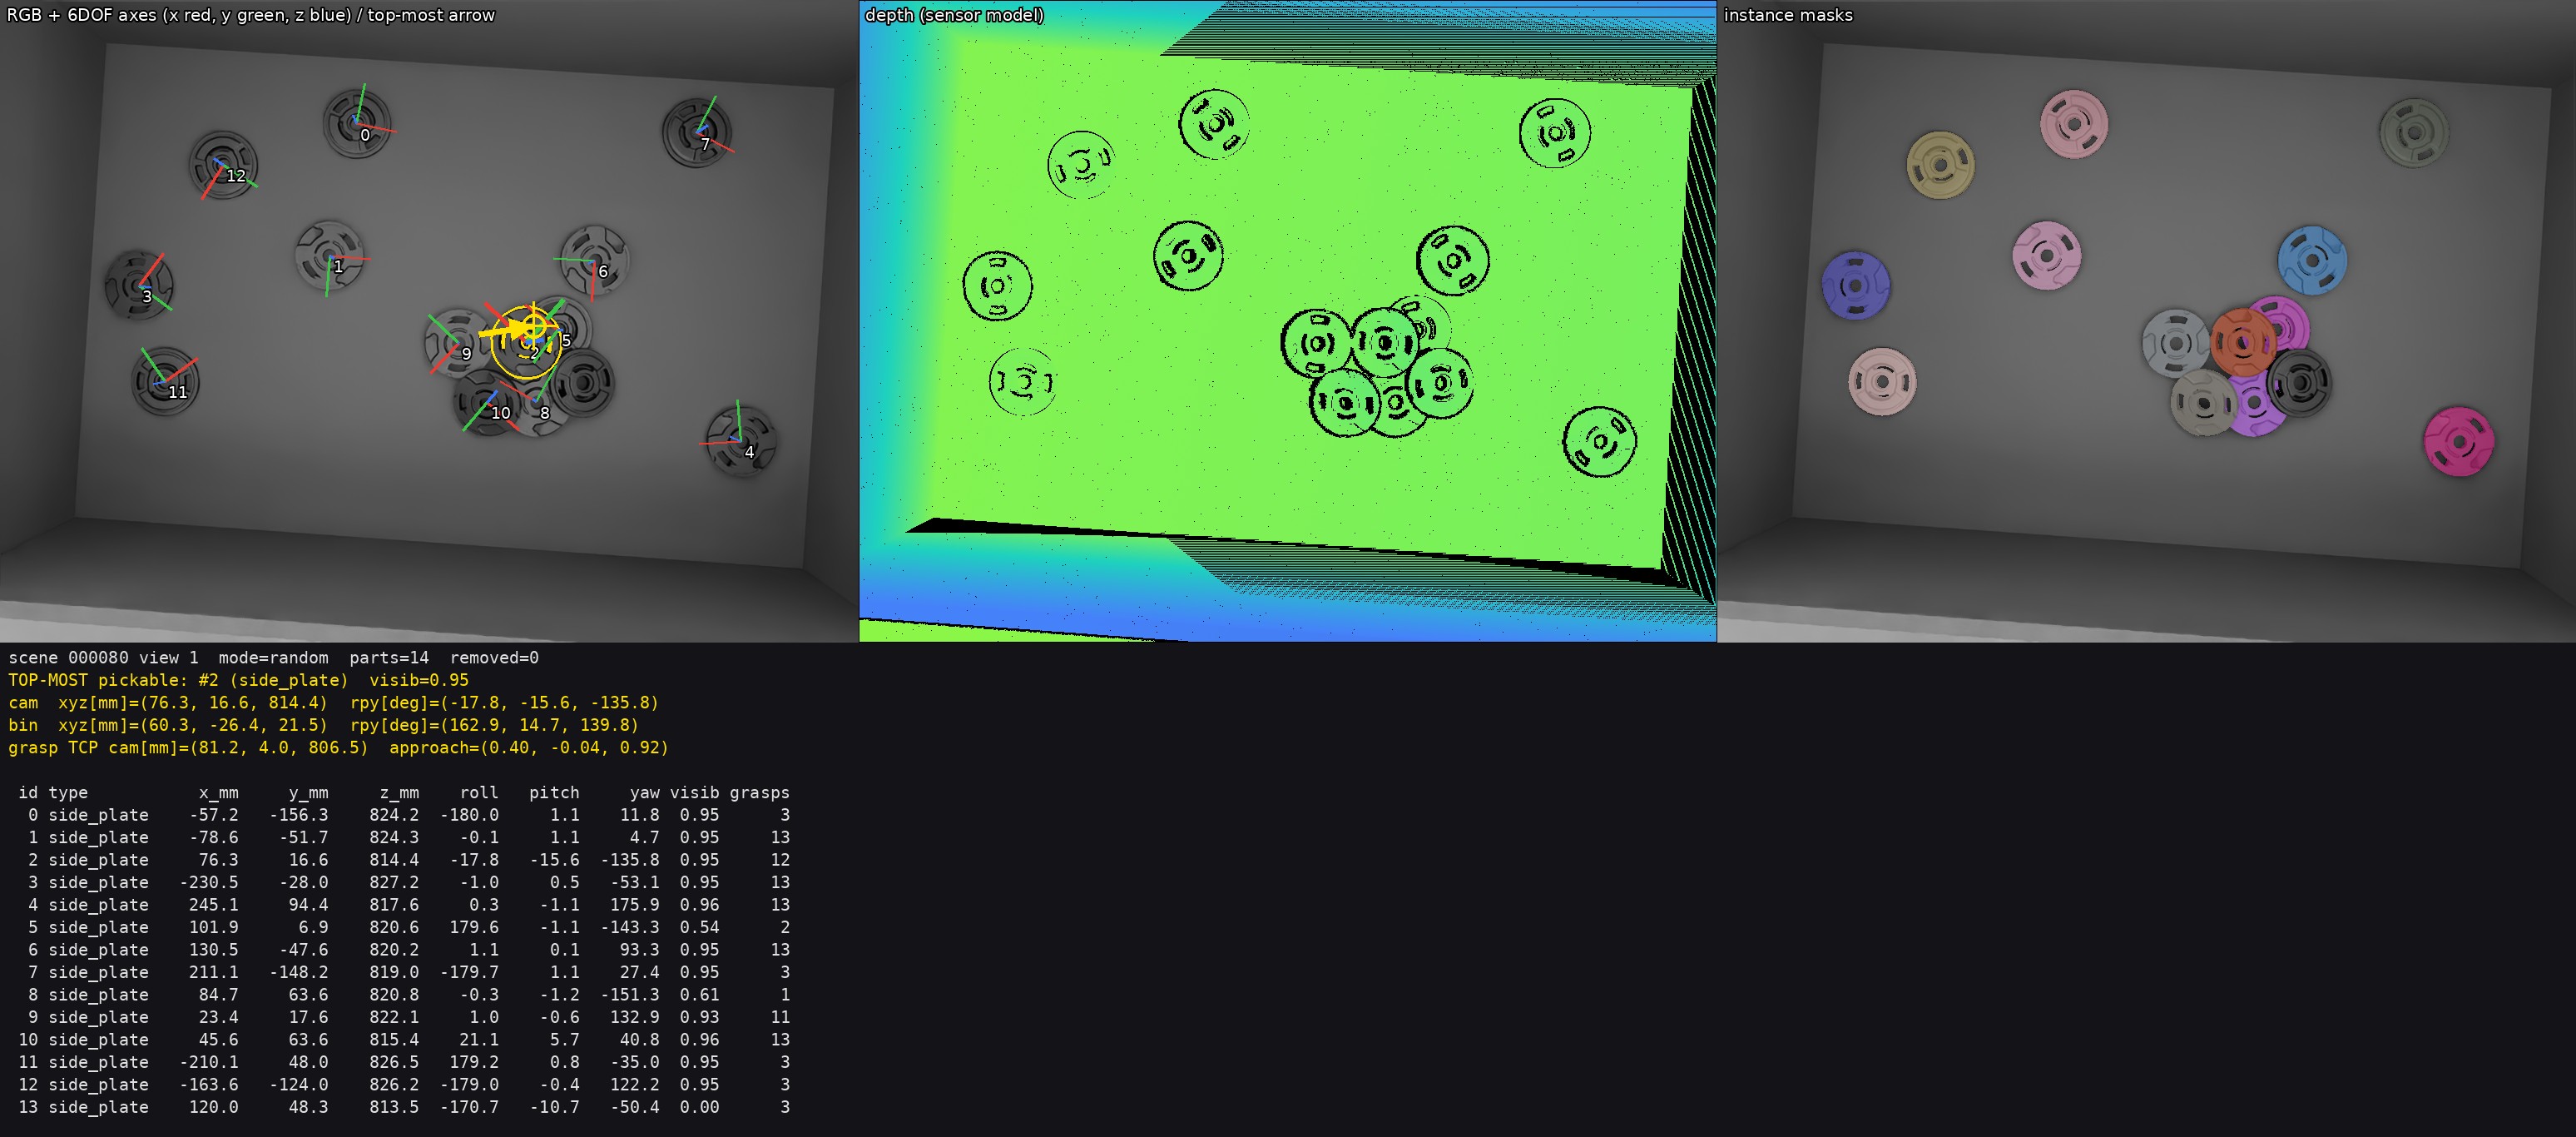 RGB + 6DOF axes (x red, y green, z blue) / top-most arrow
depth (sensor model)
instance masks
0
7
12
1
6
3
5
2
9
11
10
8
4
scene 000080 view 1  mode=random  parts=14  removed=0
TOP-MOST pickable: #2 (side_plate)  visib=0.95
cam  xyz[mm]=(76.3, 16.6, 814.4)  rpy[deg]=(-17.8, -15.6, -135.8)
bin  xyz[mm]=(60.3, -26.4, 21.5)  rpy[deg]=(162.9, 14.7, 139.8)
grasp TCP cam[mm]=(81.2, 4.0, 806.5)  approach=(0.40, -0.04, 0.92)
id type x_mm y_mm z_mm roll pitch yaw visib grasps
0 side_plate -57.2 -156.3 824.2 -180.0 1.1 11.8 0.95 3
1 side_plate -78.6 -51.7 824.3 -0.1 1.1 4.7 0.95 13
2 side_plate 76.3 16.6 814.4 -17.8 -15.6 -135.8 0.95 12
3 side_plate -230.5 -28.0 827.2 -1.0 0.5 -53.1 0.95 13
4 side_plate 245.1 94.4 817.6 0.3 -1.1 175.9 0.96 13
5 side_plate 101.9 6.9 820.6 179.6 -1.1 -143.3 0.54 2
6 side_plate 130.5 -47.6 820.2 1.1 0.1 93.3 0.95 13
7 side_plate 211.1 -148.2 819.0 -179.7 1.1 27.4 0.95 3
8 side_plate 84.7 63.6 820.8 -0.3 -1.2 -151.3 0.61 1
9 side_plate 23.4 17.6 822.1 1.0 -0.6 132.9 0.93 11
10 side_plate 45.6 63.6 815.4 21.1 5.7 40.8 0.96 13
11 side_plate -210.1 48.0 826.5 179.2 0.8 -35.0 0.95 3
12 side_plate -163.6 -124.0 826.2 -179.0 -0.4 122.2 0.95 3
13 side_plate 120.0 48.3 813.5 -170.7 -10.7 -50.4 0.00 3